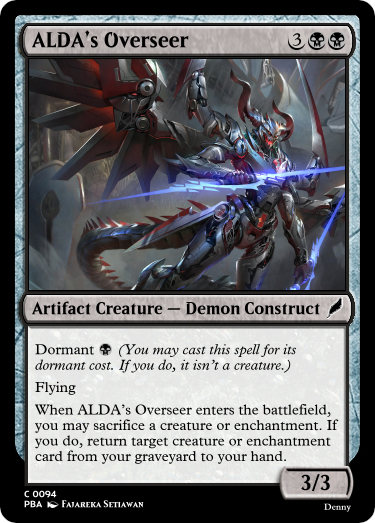 ALDA's Overseer 3
Artifact Creature — Demon Construct
Dormant (You may cast this spell for its
dormant cost. If you do, it isn't a creature.)
Flying
When ALDA's Overseer enters the battlefield,
you may sacrifice a creature or enchantment. If
you do, return target creature or enchantment
card from your graveyard to your hand.
3/3
C 0094
PBA Fajareka Setiawan
Denny